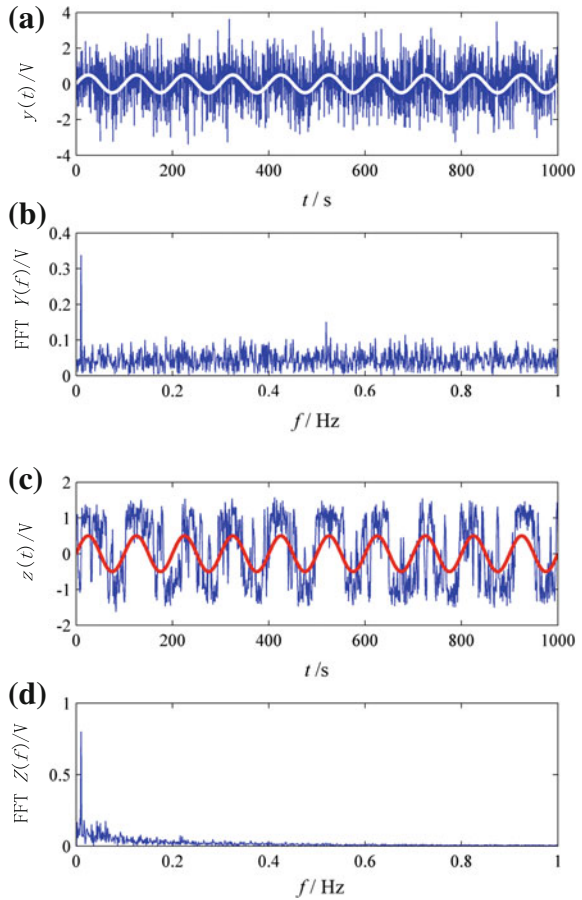 (a)
y(t)/V
4
2
0
-2
-4
0 200 400 600 800 1000
t / s
(b)
FFT Y(f)/V
0.4
0.3
0.2
0.1
0
0 0.2 0.4 0.6 0.8 1
f / Hz
(c)
z(t)/V
2
1
0
-1
-2
0 200 400 600 800 1000
t /s
(d)
FFT Z(f)/V
1
0.5
0
0 0.2 0.4 0.6 0.8 1
f / Hz